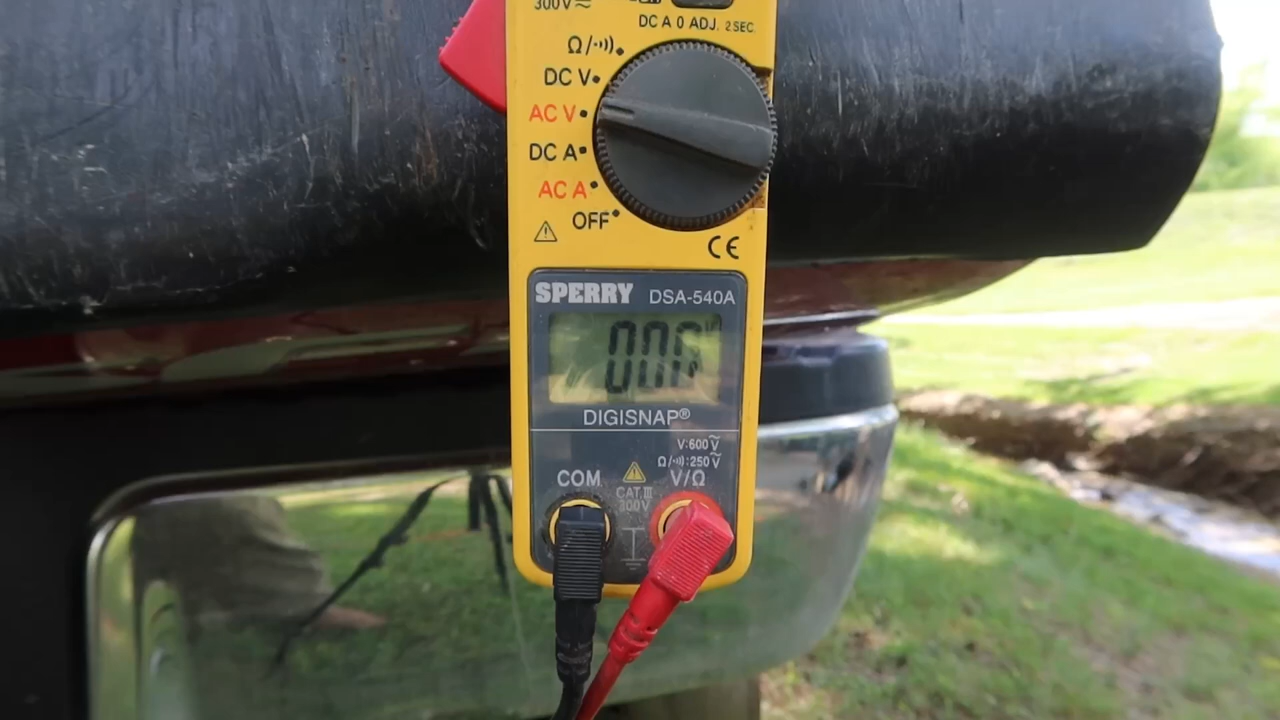 300V≂
DC A 0 ADJ. 2SEC
Ω/•))).
DC V•
AC V•
DC A•
AC A•
OFF•
CE
SPERRY DSA-540A
DIGISNAP®
V:600V
Ω/•))):250V
COM V/Ω
CAT.III
300V